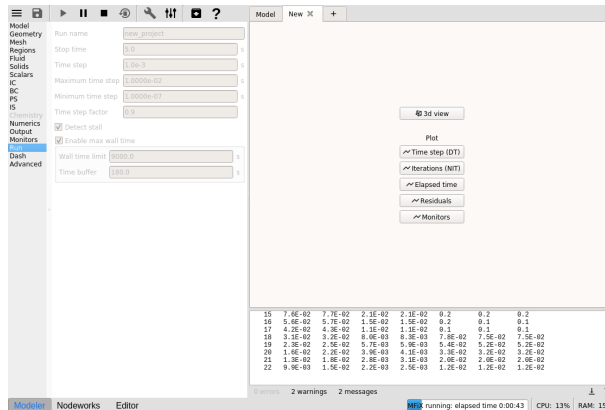 Model
New
Model
Geometry
Mesh
Regions
Fluid
Solids
Scalars
IC
BC
PS
IS
Chemistry
Numerics
Output
Monitors
Run
Dash
Advanced
Run name new_project
Stop time 5.0 s
Time step 1.0e-3 s
Maximum time step 1.0000e-02 s
Minimum time step 1.0000e-07 s
Time step factor 0.9
Detect stall
Enable max wall time
Wall time limit 9000.0 s
Time buffer 180.0 s
3d view
Plot
Time step (DT)
Iterations (NIT)
Elapsed time
Residuals
Monitors
15 7.6E-02 7.7E-02 2.1E-02 2.1E-02 0.2 0.2 0.2
16 5.6E-02 5.7E-02 1.5E-02 1.5E-02 0.2 0.1 0.1
17 4.2E-02 4.3E-02 1.1E-02 1.1E-02 0.1 0.1 0.1
18 3.1E-02 3.2E-02 8.0E-03 8.3E-03 7.8E-02 7.5E-02 7.5E-02
19 2.3E-02 2.5E-02 5.7E-03 5.9E-03 5.4E-02 5.2E-02 5.2E-02
20 1.6E-02 2.2E-02 3.9E-03 4.1E-03 3.3E-02 3.2E-02 3.2E-02
21 1.3E-02 1.8E-02 2.8E-03 3.1E-03 2.0E-02 2.0E-02 2.0E-02
22 9.9E-03 1.5E-02 2.2E-03 2.5E-03 1.2E-02 1.2E-02 1.2E-02
0 errors 2 warnings 2 messages
Modeler Nodeworks Editor MFiX running: elapsed time 0:00:43 CPU: 13% RAM: 15